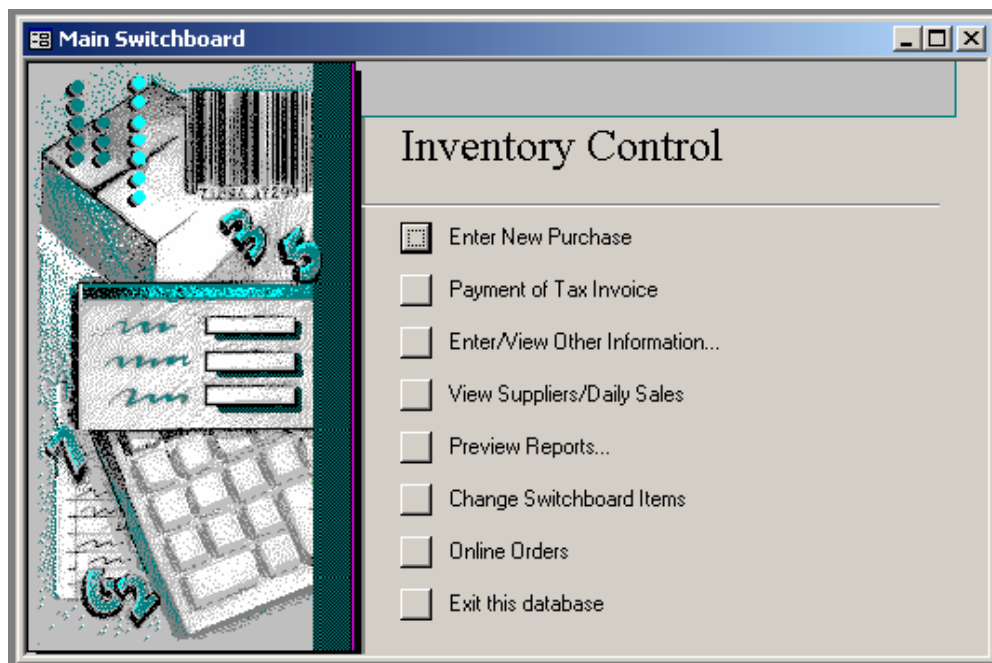 Main Switchboard
Inventory Control
Enter New Purchase
Payment of Tax Invoice
Enter/View Other Information...
View Suppliers/Daily Sales
Preview Reports...
Change Switchboard Items
Online Orders
Exit this database